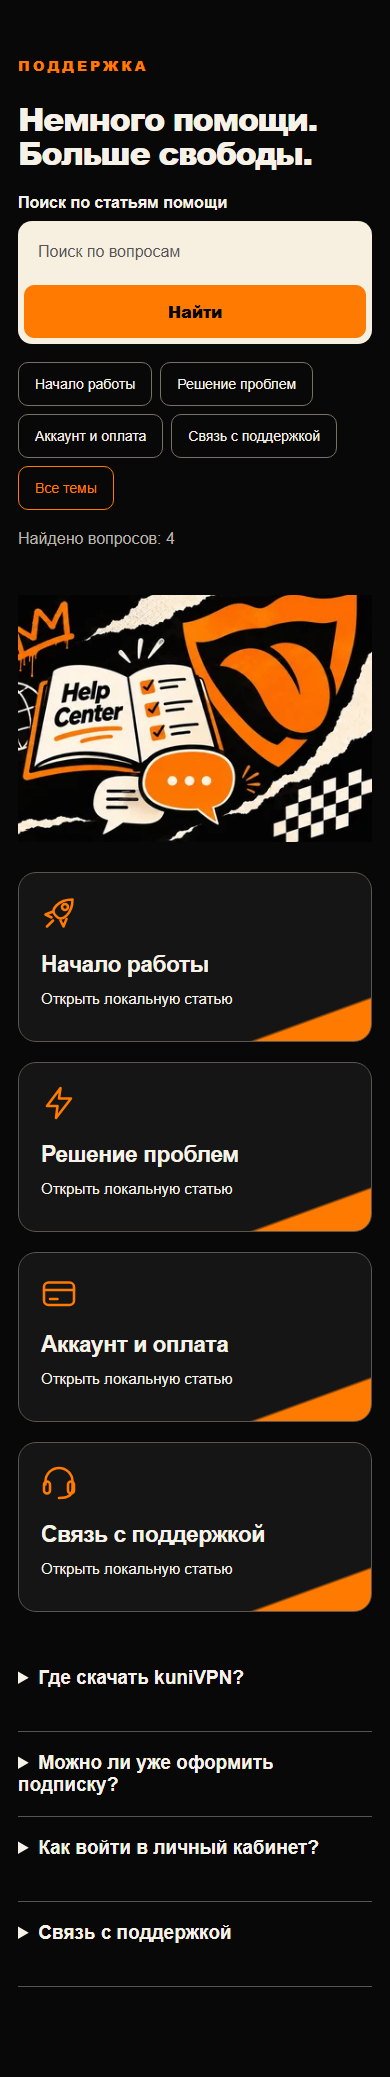 ПОДДЕРЖКА
Немного помощи.
Больше свободы.
Поиск по статьям помощи
Поиск по вопросам
Найти
Начало работы
Решение проблем
Аккаунт и оплата
Связь с поддержкой
Все темы
Найдено вопросов: 4
Help
Center
Начало работы
Открыть локальную статью
Решение проблем
Открыть локальную статью
Аккаунт и оплата
Открыть локальную статью
Связь с поддержкой
Открыть локальную статью
Где скачать kuniVPN?
Можно ли уже оформить
подписку?
Как войти в личный кабинет?
Связь с поддержкой